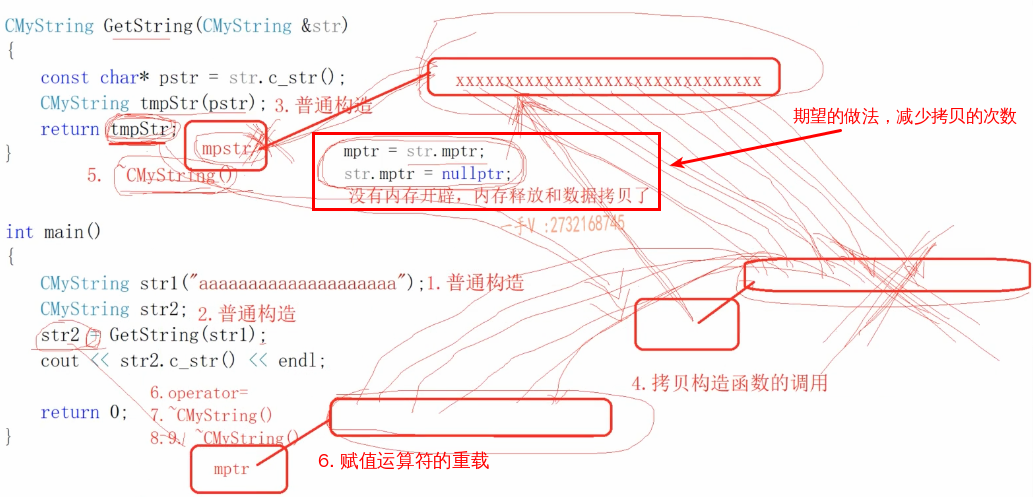 CMyString GetString(CMyString &str)
{
const char* pstr = str.c_str();
CMyString tmpStr(pstr); 3.普通构造
return tmpStr;
mpstr
}
5. ~CMyString()
xxxxxxxxxxxxxxxxxxxxxxxxxxxxxxx
期望的做法，减少拷贝的次数
mptr = str.mptr;
str.mptr = nullptr;
没有内存开辟，内存释放和数据拷贝了
一手V :2732168745
int main()
{
CMyString str1("aaaaaaaaaaaaaaaaaaaa");1.普通构造
CMyString str2; 2.普通构造
str2 = GetString(str1);
cout << str2.c_str() << endl;
4.拷贝构造函数的调用
6.operator=
return 0; 7.~CMyString()
} 8.9. ~CMyString()
mptr
6. 赋值运算符的重载